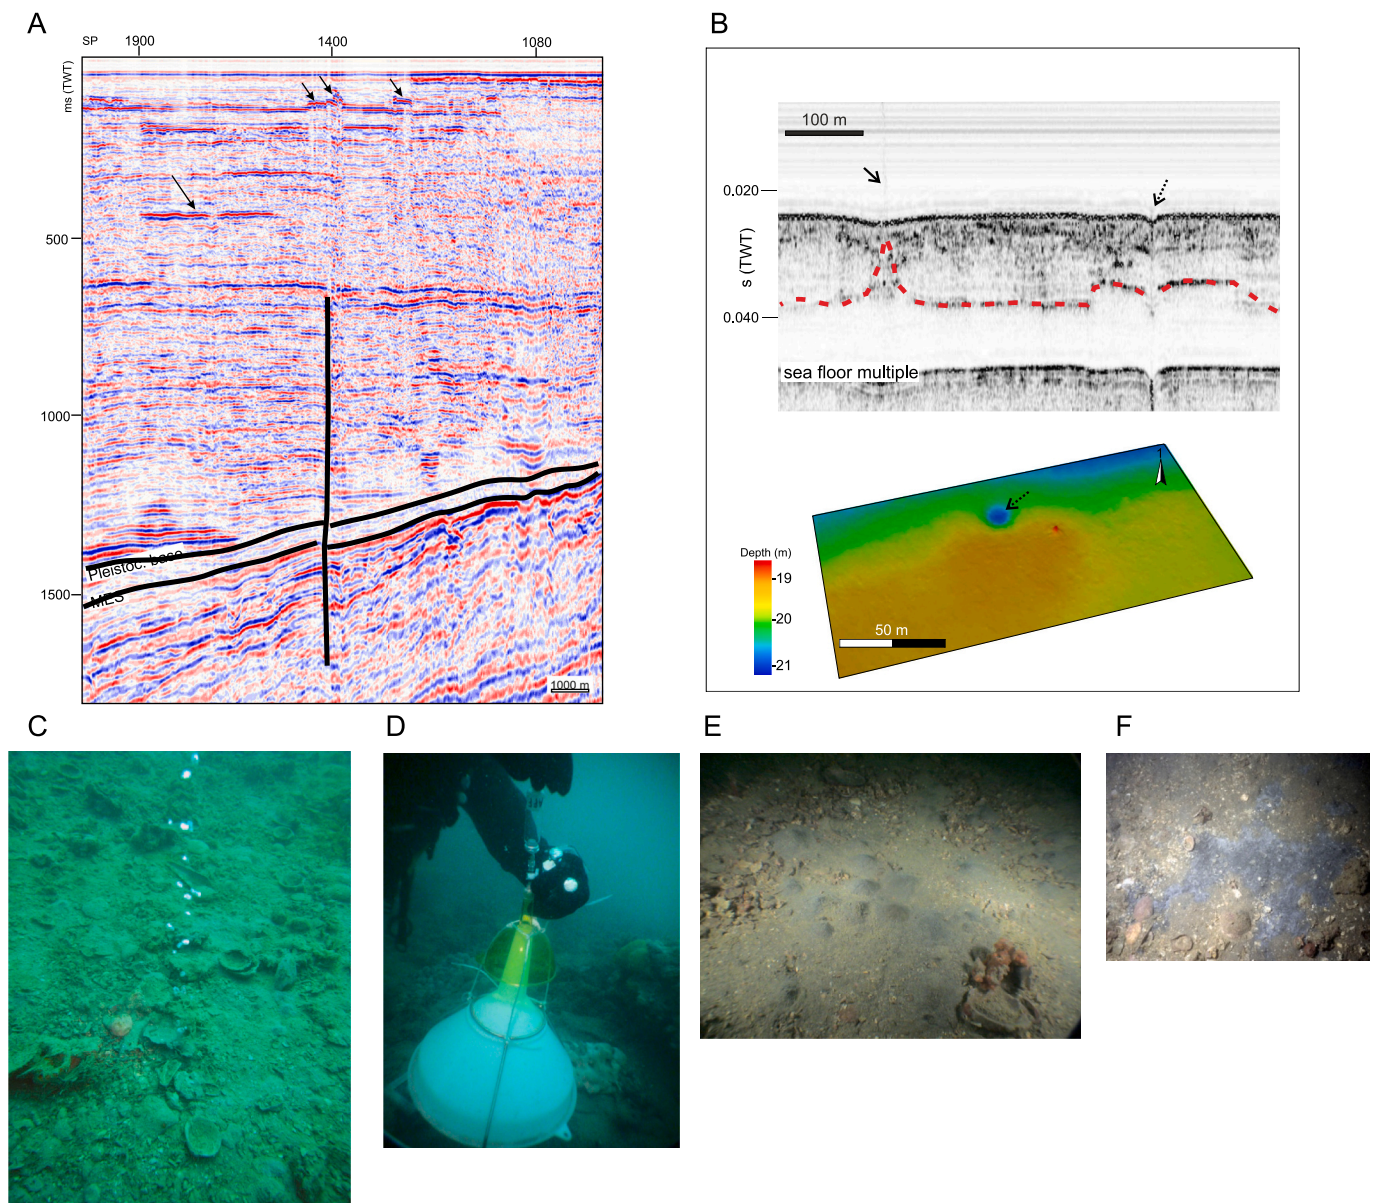 A
B
SP
1900
1400
1080
ms (TWT)
500
1000
1500
Pleistoc. base
MES
1000 m
100 m
0.020
s (TWT)
0.040
sea floor multiple
Depth (m)
-19
-20
-21
50 m
C
D
E
F